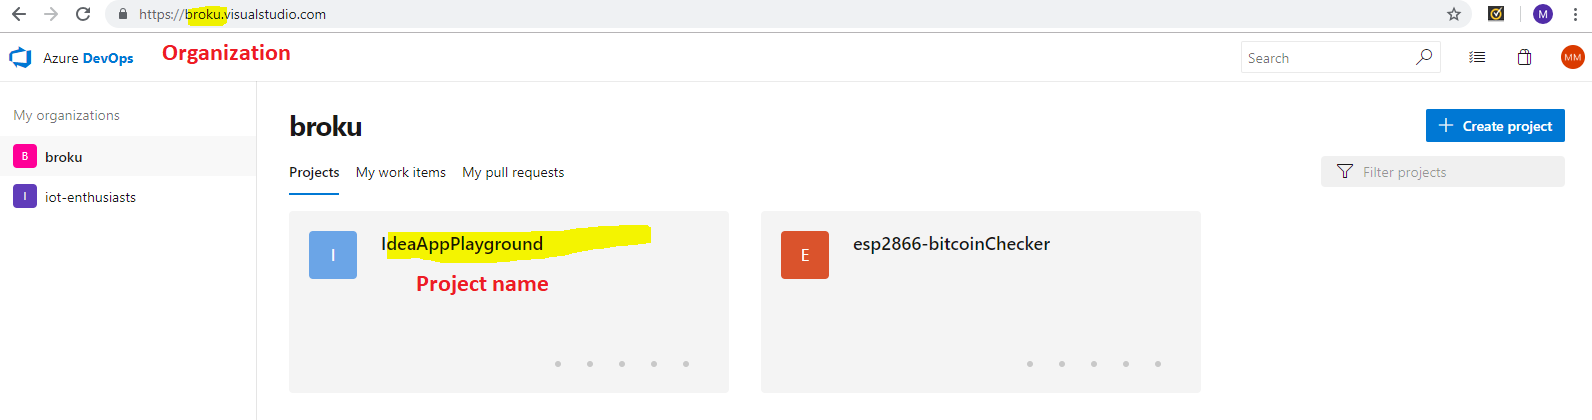 https://broku.visualstudio.com
M
Azure DevOps
Organization
Search
MM
My organizations
B broku
I iot-enthusiasts
broku
Create project
Projects My work items My pull requests
Filter projects
I IdeaAppPlayground
Project name
E esp2866-bitcoinChecker